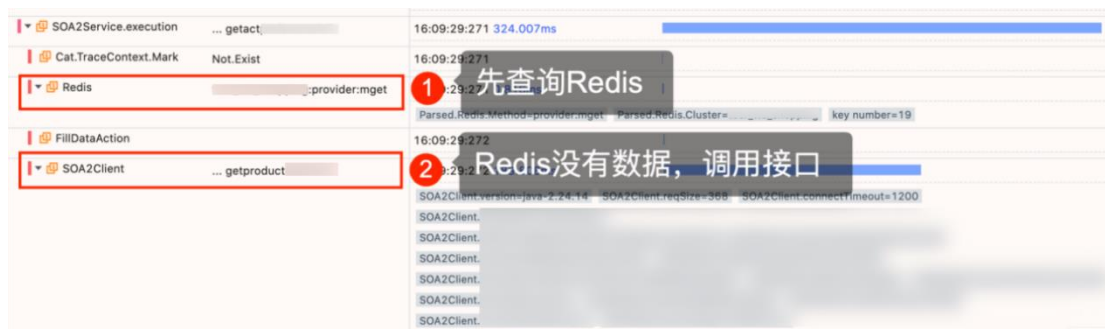 SOA2Service.execution ... getact 16:09:29:271 324.007ms
Cat.TraceContext.Mark Not.Exist 16:09:29:271
Redis :provider:mget
1 先查询Redis
Parsed.Redis.Method=provider:mget Parsed.Redis.Cluster= key number=19
FillDataAction 16:09:29:272
SOA2Client ... getproduct
2 Redis没有数据，调用接口
SOA2Client.version=java-2.24.14 SOA2Client.reqSize=368 SOA2Client.connectTimeout=1200
SOA2Client.
SOA2Client.
SOA2Client.
SOA2Client.
SOA2Client.
SOA2Client.